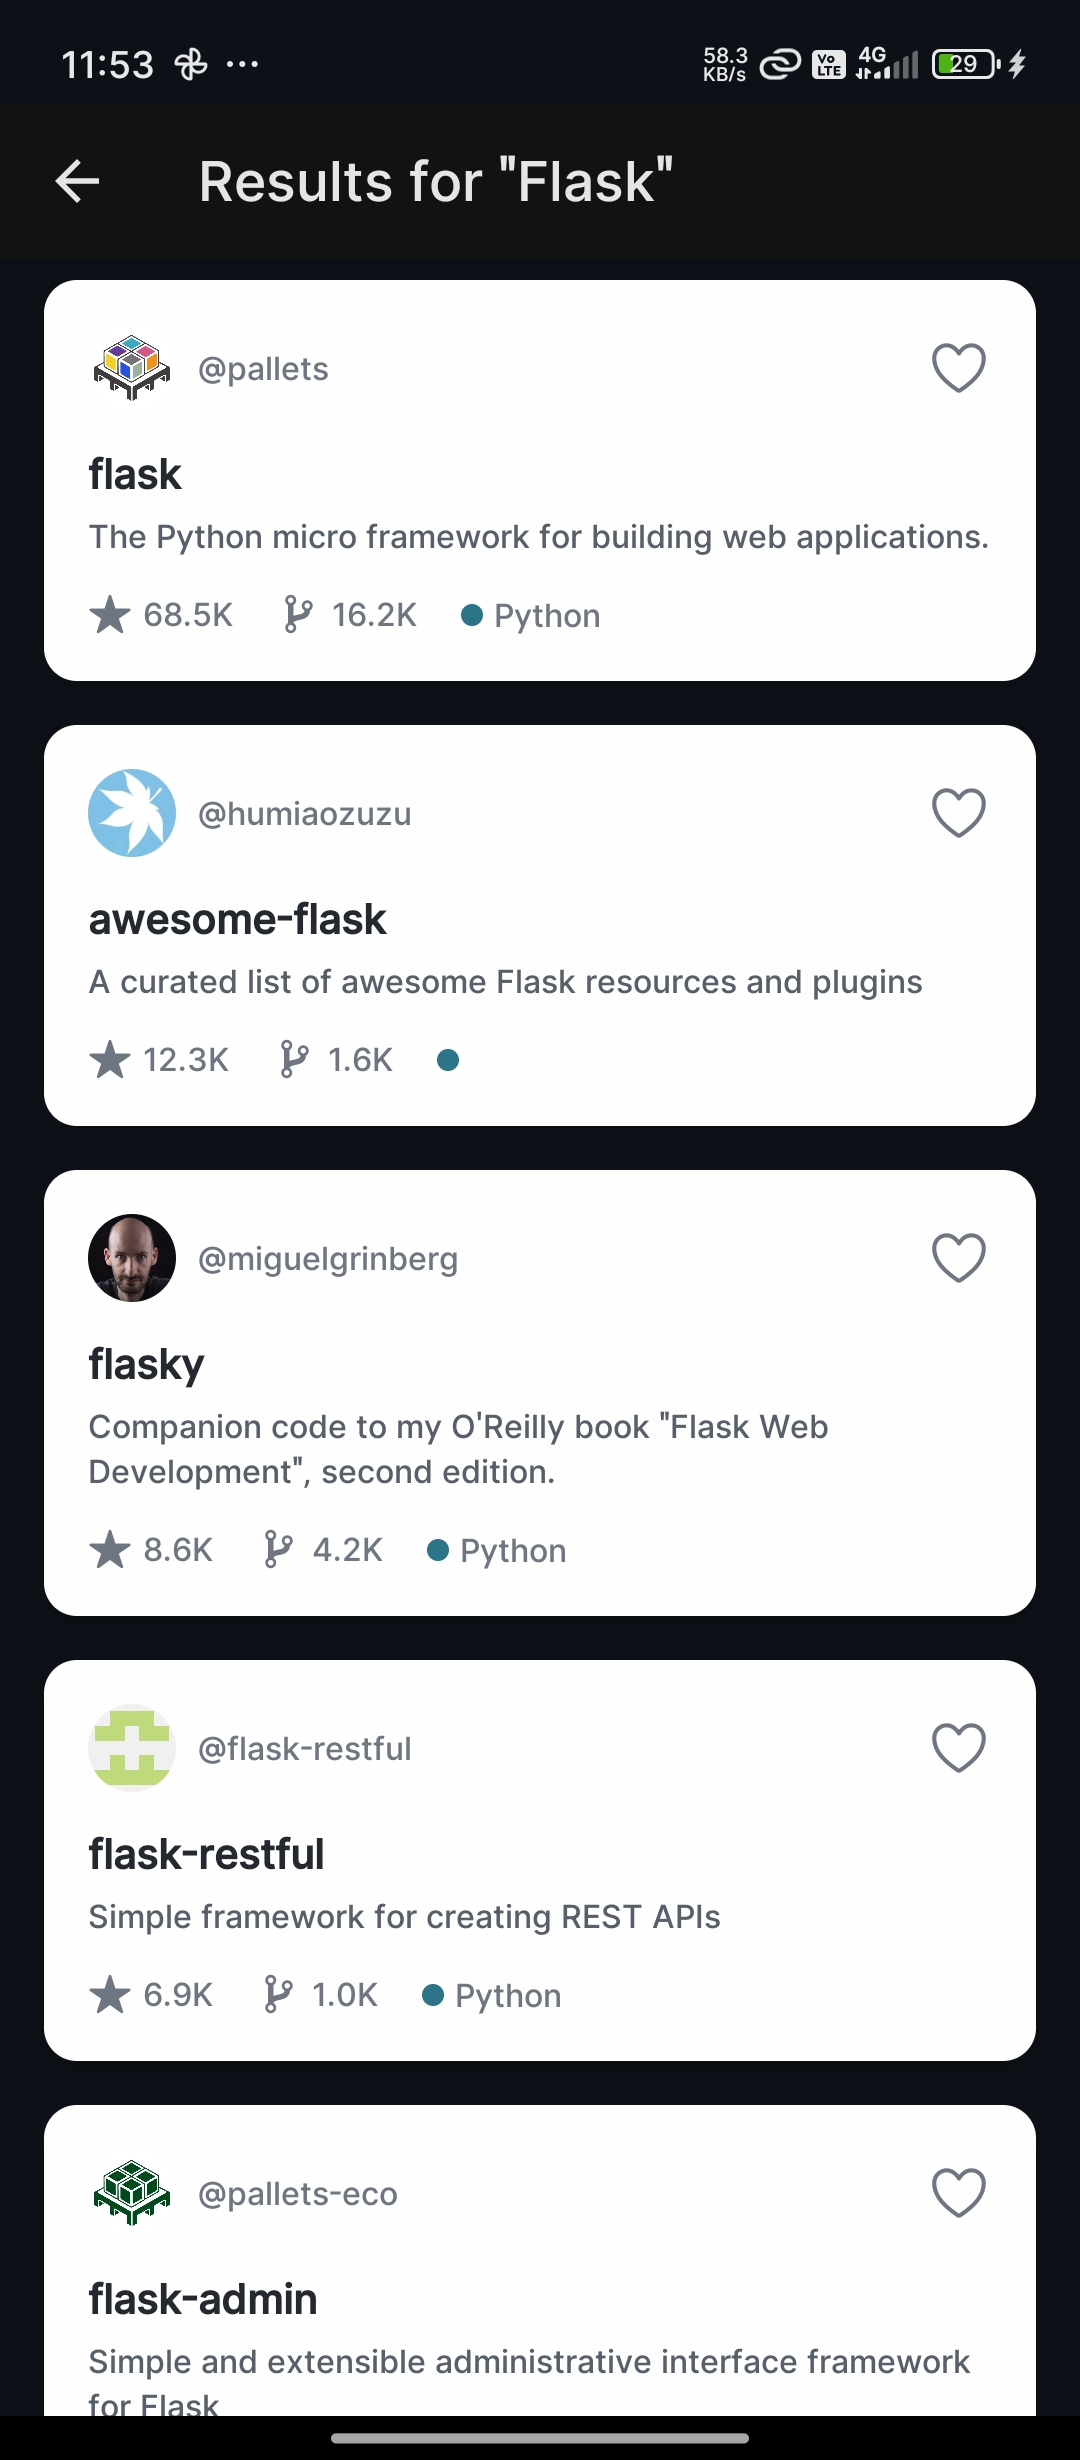 11:53 ... 58.3 KB/s Vo LTE 4G 29
Results for "Flask"
@pallets
flask
The Python micro framework for building web applications.
68.5K 16.2K Python
@humiaozuzu
awesome-flask
A curated list of awesome Flask resources and plugins
12.3K 1.6K
@miguelgrinberg
flasky
Companion code to my O'Reilly book "Flask Web
Development", second edition.
8.6K 4.2K Python
@flask-restful
flask-restful
Simple framework for creating REST APIs
6.9K 1.0K Python
@pallets-eco
flask-admin
Simple and extensible administrative interface framework
for Flask